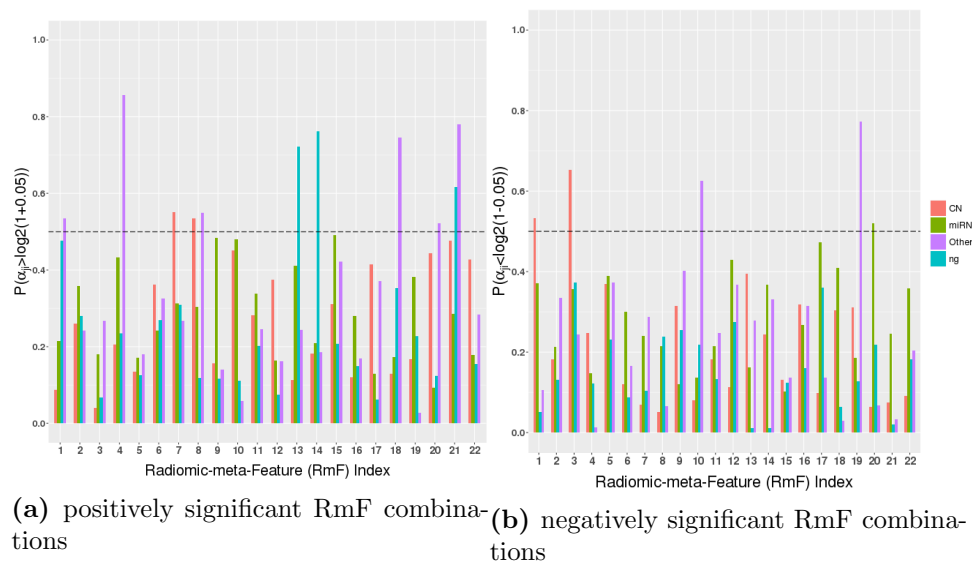 1.0
0.8
0.6
0.4
0.2
0.0
P(αij>log2(1+0.05))
1 2 3 4 5 6 7 8 9 10 11 12 13 14 15 16 17 18 19 20 21 22
Radiomic-meta-Feature (RmF) Index
(a) positively significant RmF combina-
tions
1.0
0.8
0.6
0.4
0.2
0.0
P(αij<log2(1-0.05))
1 2 3 4 5 6 7 8 9 10 11 12 13 14 15 16 17 18 19 20 21 22
Radiomic-meta-Feature (RmF) Index
CN
miRN
Other
ng
(b) negatively significant RmF combina-
tions